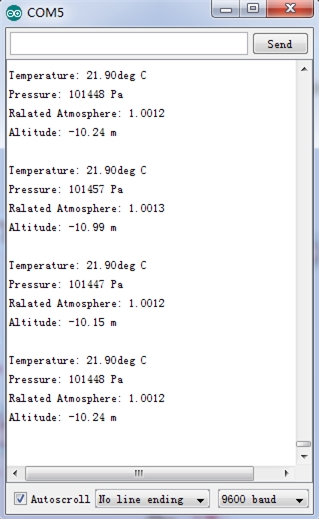 COM5
Send
Temperature: 21.90deg C
Pressure: 101448 Pa
Ralated Atmosphere: 1.0012
Altitude: -10.24 m
Temperature: 21.90deg C
Pressure: 101457 Pa
Ralated Atmosphere: 1.0013
Altitude: -10.99 m
Temperature: 21.90deg C
Pressure: 101447 Pa
Ralated Atmosphere: 1.0012
Altitude: -10.15 m
Temperature: 21.90deg C
Pressure: 101448 Pa
Ralated Atmosphere: 1.0012
Altitude: -10.24 m
Autoscroll No line ending 9600 baud